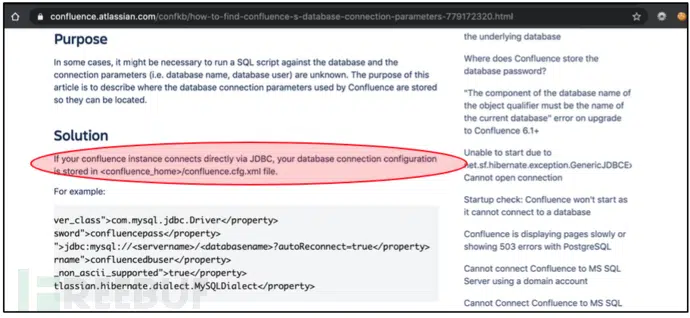 confluence.atlassian.com/confkb/how-to-find-confluence-s-database-connection-parameters-779172320.html
Purpose
In some cases, it might be necessary to run a SQL script against the database and the
connection parameters (i.e. database name, database user) are unknown. The purpose of this
article is to describe where the database connection parameters used by Confluence are stored
so they can be located.
Solution
If your confluence instance connects directly via JDBC, your database connection configuration
is stored in <confluence_home>/confluence.cfg.xml file.
For example:
ver_class">com.mysql.jdbc.Driver</property>
sword">confluencepass</property>
">jdbc:mysql://<servername>/<databasename>?autoReconnect=true</property>
rname">confluencedbuser</property>
_non_ascii_supported">true</property>
tlassian.hibernate.dialect.MySQLDialect</property>
the underlying database
Where does Confluence store the
database password?
"The component of the database name of
the object qualifier must be the name of
the current database" error on upgrade
to Confluence 6.1+
Unable to start due to
net.sf.hibernate.exception.GenericJDBCEx
Cannot open connection
Startup check: Confluence won't start as
it cannot connect to a database
Confluence is displaying pages slowly or
showing 503 errors with PostgreSQL
Cannot connect Confluence to MS SQL
Server using a domain account
Cannot Connect Confluence to MS SQL
FREEBUF